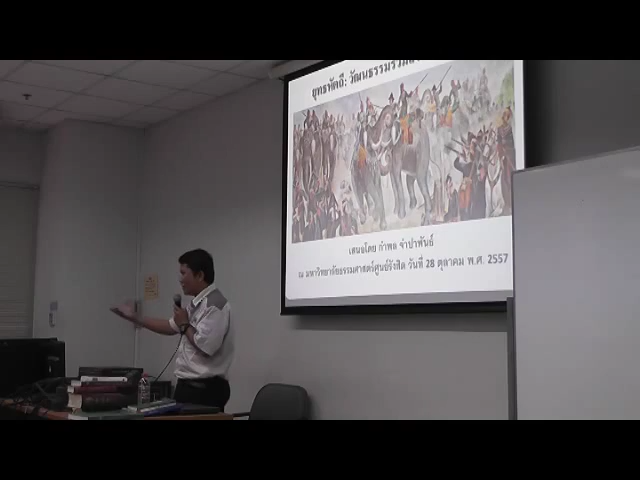 ยุทธหัตถี: วัฒนธรรมร่วม
เสนอโดย กำพล จำปาพันธ์
ณ มหาวิทยาลัยธรรมศาสตร์ศูนย์รังสิต วันที่ 28 ตุลาคม พ.ศ. 2557